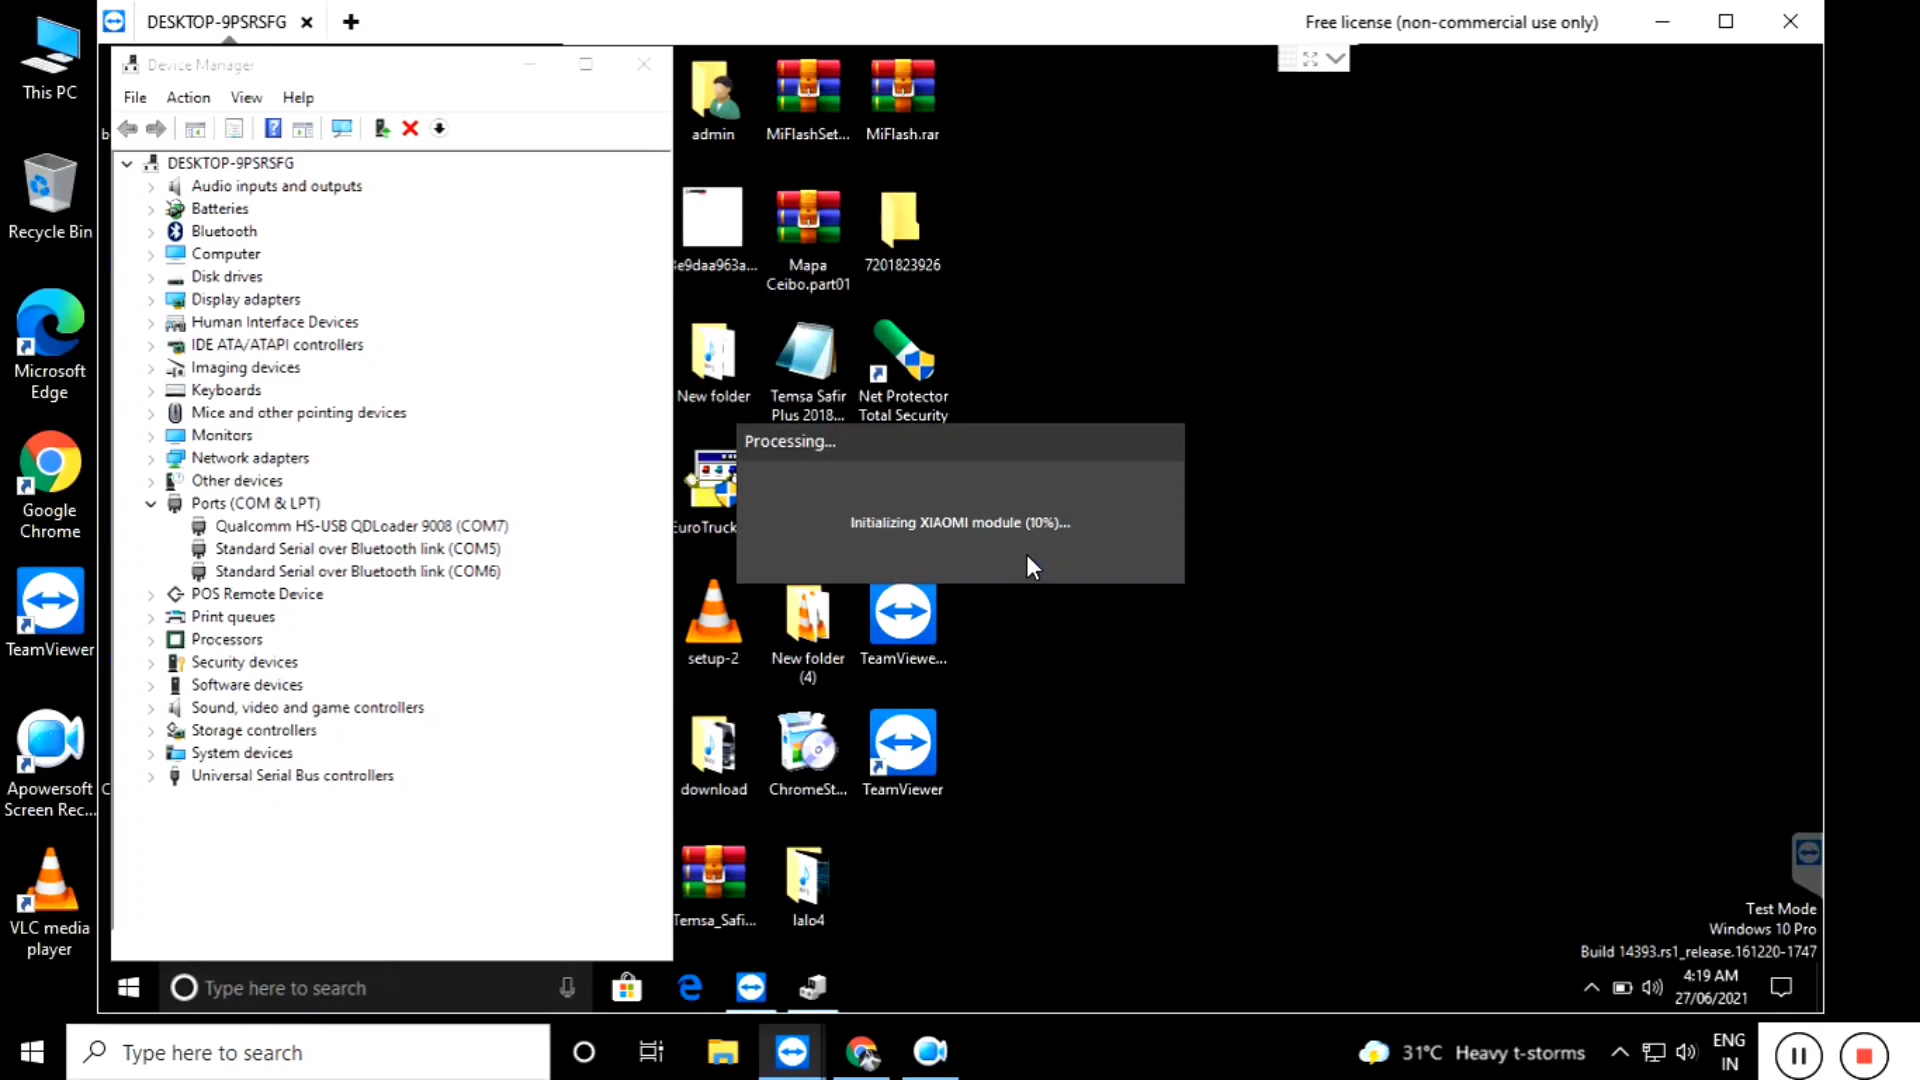 DESKTOP-9PSRSFG
Free license (non-commercial use only)
This PC
Recycle Bin
Microsoft
Edge
Google
Chrome
TeamViewer
Apowersoft
Screen Rec...
VLC media
player
Device Manager
File Action View Help
DESKTOP-9PSRSFG
Audio inputs and outputs
Batteries
Bluetooth
Computer
Disk drives
Display adapters
Human Interface Devices
IDE ATA/ATAPI controllers
Imaging devices
Keyboards
Mice and other pointing devices
Monitors
Network adapters
Other devices
Ports (COM & LPT)
Qualcomm HS-USB QDLoader 9008 (COM7)
Standard Serial over Bluetooth link (COM5)
Standard Serial over Bluetooth link (COM6)
POS Remote Device
Print queues
Processors
Security devices
Software devices
Sound, video and game controllers
Storage controllers
System devices
Universal Serial Bus controllers
admin
MiFlashSet...
MiFlash.rar
e9daa963a...
Mapa
Ceibo.part01
7201823926
New folder
Temsa Safir
Plus 2018...
Net Protector
Total Security
EuroTruck
Processing...
Initializing XIAOMI module (10%)...
setup-2
New folder
(4)
TeamViewe...
download
ChromeSt...
TeamViewer
Temsa_Safi...
lalo4
Test Mode
Windows 10 Pro
Build 14393.rs1_release.161220-1747
Type here to search
4:19 AM
27/06/2021
Type here to search
31°C Heavy t-storms
ENG
IN